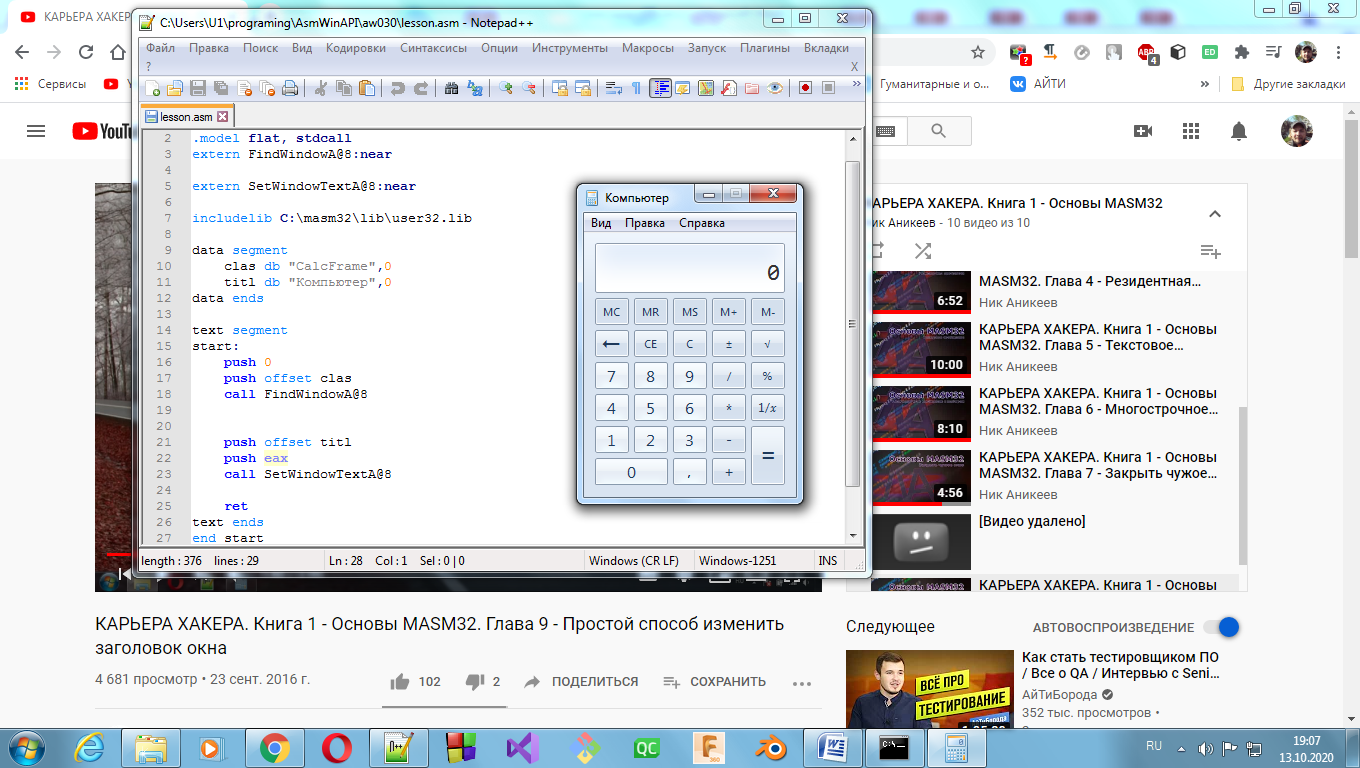 КАРЬЕРА ХАКЕРА
C:\Users\U1\programing\AsmWinAPI\aw030\lesson.asm - Notepad++
Файл Правка Поиск Вид Кодировки Синтаксисы Опции Инструменты Макросы Запуск Плагины Вкладки
? X
Сервисы
Гуманитарные и о...
АЙТИ
»
Другие закладки
lesson.asm
YouTu
2 .model flat, stdcall
3 extern FindWindowA@8:near
4
5 extern SetWindowTextA@8:near
6
7 includelib C:\masm32\lib\user32.lib
8
9 data segment
10 clas db "CalcFrame",0
11 titl db "Компьютер",0
12 data ends
13
14 text segment
15 start:
16 push 0
17 push offset clas
18 call FindWindowA@8
19
20
21 push offset titl
22 push eax
23 call SetWindowTextA@8
24
25 ret
26 text ends
27 end start
length : 376 lines : 29 Ln : 28 Col : 1 Sel : 0 | 0 Windows (CR LF) Windows-1251 INS
Компьютер
Вид Правка Справка
0
MC MR MS M+ M-
← CE C ± √
7 8 9 / %
4 5 6 * 1/x
1 2 3 - =
0 , +
АРЬЕРА ХАКЕРА. Книга 1 - Основы MASM32
ик Аникеев - 10 видео из 10
6:52
MASM32. Глава 4 - Резидентная...
Ник Аникеев
10:00
КАРЬЕРА ХАКЕРА. Книга 1 - Основы
MASM32. Глава 5 - Текстовое...
Ник Аникеев
8:10
КАРЬЕРА ХАКЕРА. Книга 1 - Основы
MASM32. Глава 6 - Многострочное...
Ник Аникеев
4:56
КАРЬЕРА ХАКЕРА. Книга 1 - Основы
MASM32. Глава 7 - Закрыть чужое...
Ник Аникеев
[Видео удалено]
КАРЬЕРА ХАКЕРА. Книга 1 - Основы
КАРЬЕРА ХАКЕРА. Книга 1 - Основы MASM32. Глава 9 - Простой способ изменить
заголовок окна
4 681 просмотр • 23 сент. 2016 г.
102 2 ПОДЕЛИТЬСЯ СОХРАНИТЬ
Следующее
АВТОВОСПРОИЗВЕДЕНИЕ
ВСЁ ПРО
ТЕСТИРОВАНИЕ
Как стать тестировщиком ПО
/ Все о QA / Интервью с Seni...
АйТиБорода
352 тыс. просмотров •
ABP
4
ED
?
N++
QC
F
360
W
C:\_
RU
19:07
13.10.2020